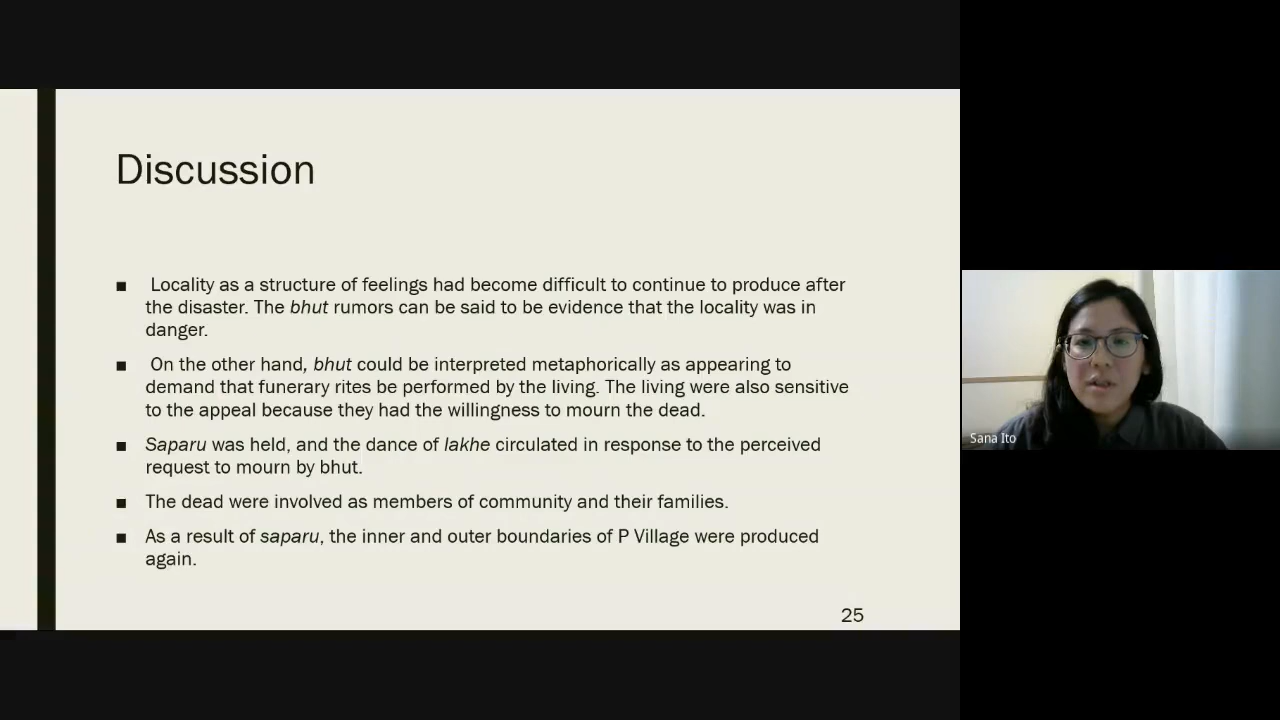 Discussion
■ Locality as a structure of feelings had become difficult to continue to produce after
the disaster. The bhut rumors can be said to be evidence that the locality was in
danger.
■ On the other hand, bhut could be interpreted metaphorically as appearing to
demand that funerary rites be performed by the living. The living were also sensitive
to the appeal because they had the willingness to mourn the dead.
■ Saparu was held, and the dance of lakhe circulated in response to the perceived
request to mourn by bhut.
■ The dead were involved as members of community and their families.
■ As a result of saparu, the inner and outer boundaries of P Village were produced
again.
25
Sana Ito